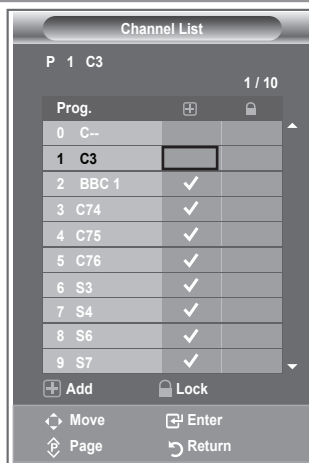 Channel List
P 1 C3
1 / 10
Prog.
0 C--
1 C3
2 BBC 1
3 C74
4 C75
5 C76
6 S3
7 S4
8 S6
9 S7
Add Lock
Move Enter
Page Return